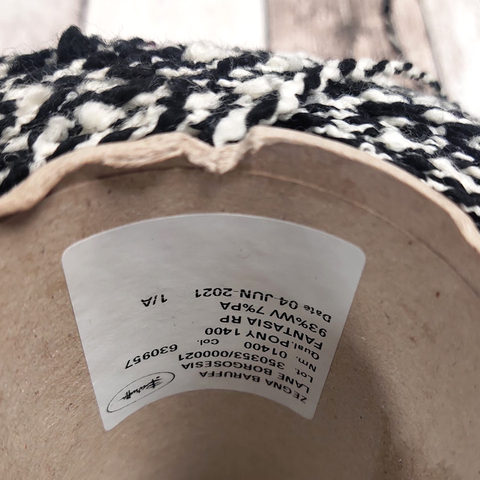 Baruffa
ZEGNA BARUFFA
LANE BORGOSESIA
Lot. 350353/000021
Nm. 01400 Col. 630957
Qual.PONY 1400
FANTASIA RP
93%WV 7%PA
Date 04-JUN-2021 1/A